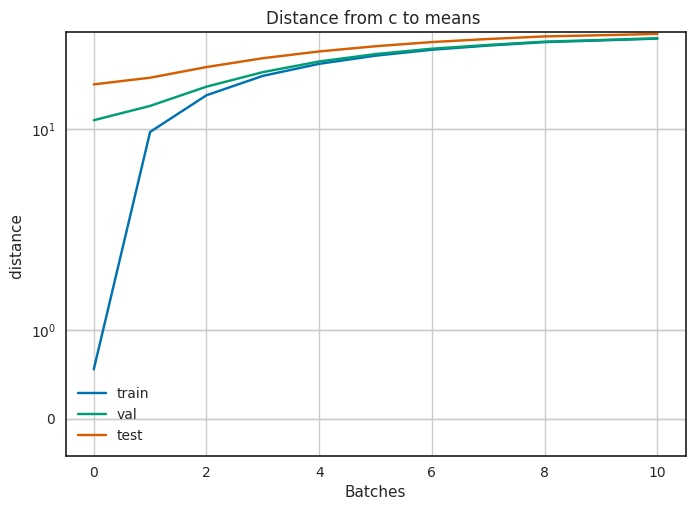 Distance from c to means
distance
10¹
10⁰
0
train
val
test
0 2 4 6 8 10
Batches